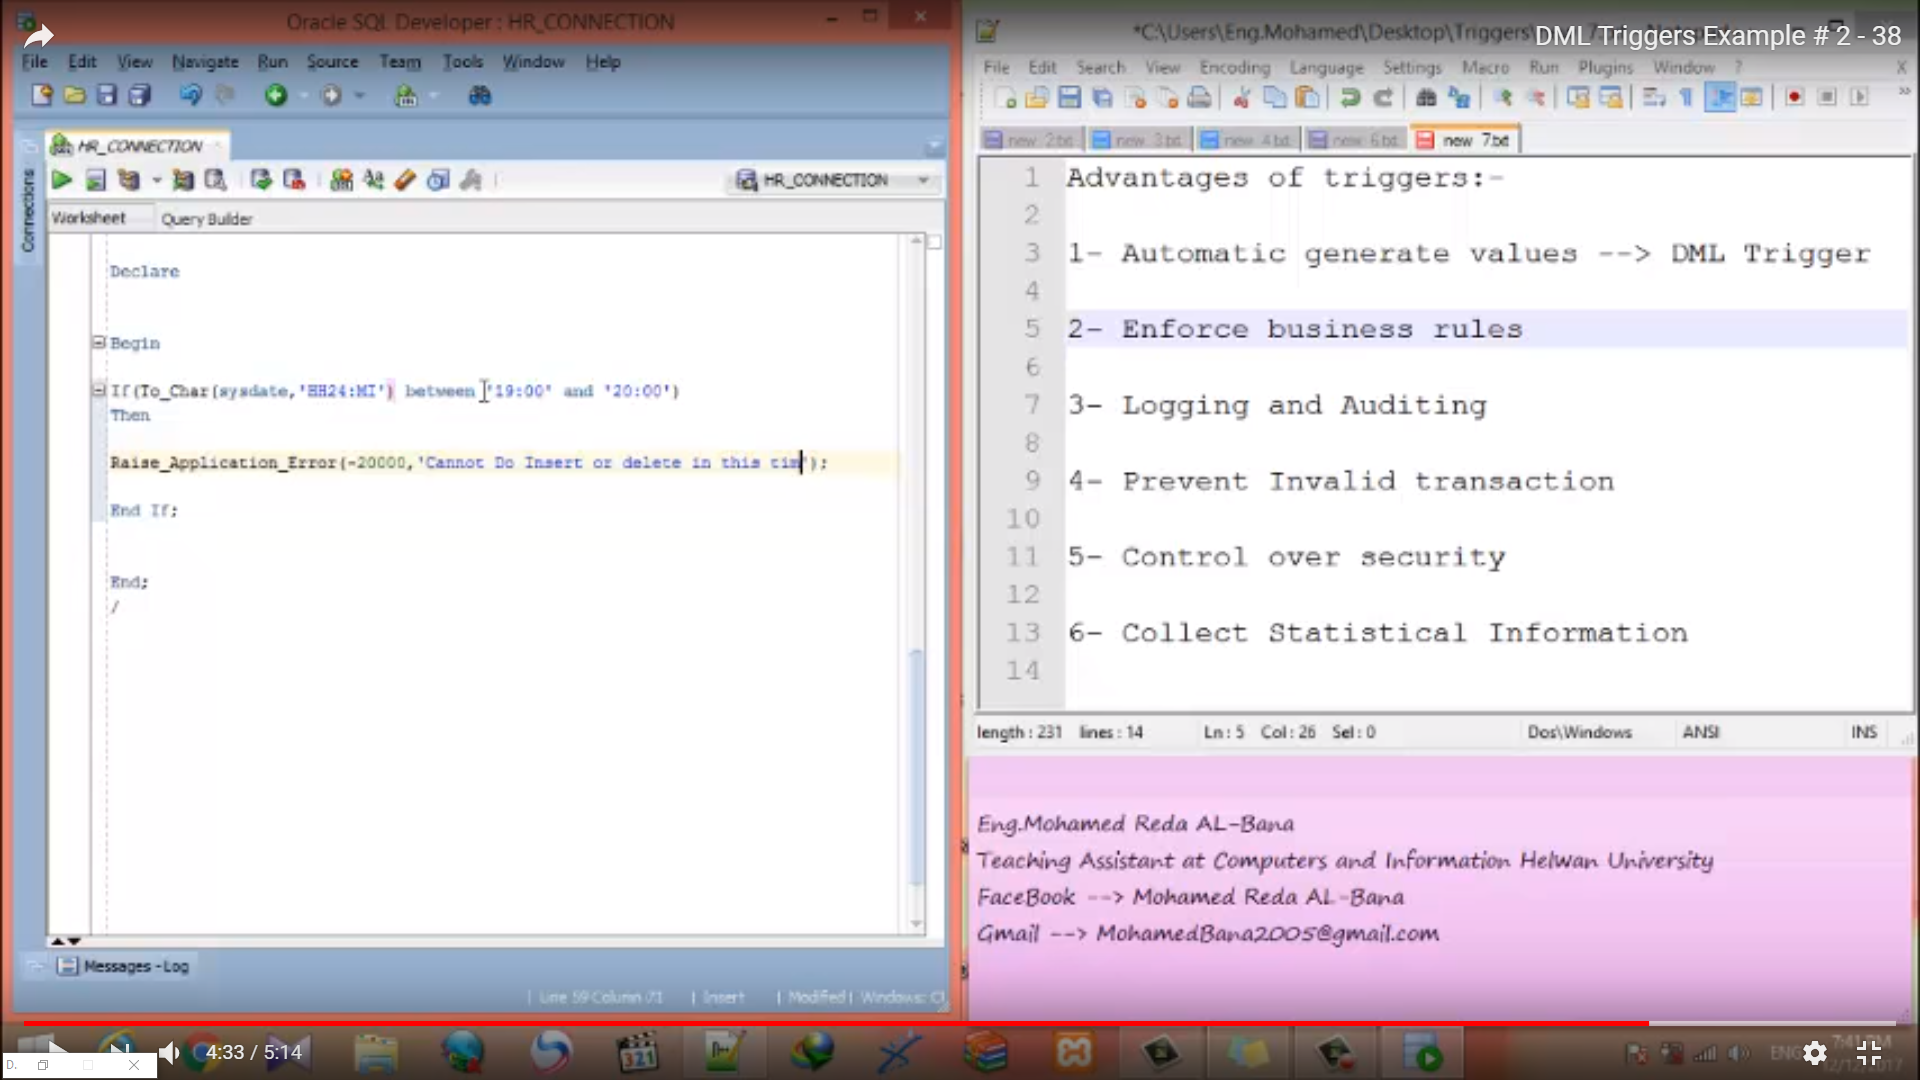 Oracle SQL Developer : HR_CONNECTION
File Edit View Navigate Run Source Team Tools Window Help
HR_CONNECTION
HR_CONNECTION
Worksheet Query Builder
Connections
Declare
Begin
If(To_Char(sysdate,'HH24:MI') between '19:00' and '20:00')
Then
Raise_Application_Error(-20000,'Cannot Do Insert or delete in this tim');
End If;
End;
/
Messages - Log
Line 59 Column 71 | Insert | Modified | Windows: C
*C:\Users\Eng.Mohamed\Desktop\Triggers\
DML Triggers Example # 2 - 38
File Edit Search View Encoding Language Settings Macro Run Plugins Window ? X
new 2.txt new 3.txt new 4.txt new 6.txt new 7.txt
1 Advantages of triggers:-
2
3 1- Automatic generate values --> DML Trigger
4
5 2- Enforce business rules
6
7 3- Logging and Auditing
8
9 4- Prevent Invalid transaction
10
11 5- Control over security
12
13 6- Collect Statistical Information
14
length : 231 lines : 14 Ln : 5 Col : 26 Sel : 0 Dos\Windows ANSI INS
Eng.Mohamed Reda AL-Bana
Teaching Assistant at Computers and Information Helwan University
FaceBook --> Mohamed Reda AL-Bana
Gmail --> MohamedBana2005@gmail.com
4:33 / 5:14
321
ENG
D.